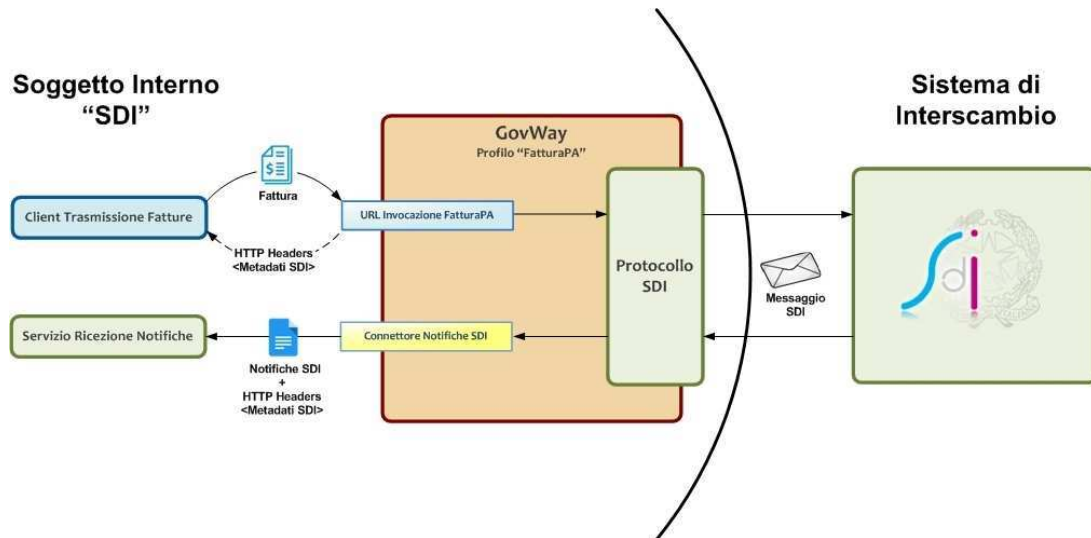 Soggetto Interno
“SDI”
Sistema di
Interscambio
GovWay
Profilo “FatturaPA”
Fattura
Client Trasmissione Fatture
URL Invocazione FatturaPA
HTTP Headers
<Metadati SDI>
Protocollo
SDI
Messaggio
SDI
Sdi
Servizio Ricezione Notifiche
Connettore Notifiche SDI
Notifiche SDI
+
HTTP Headers
<Metadati SDI>